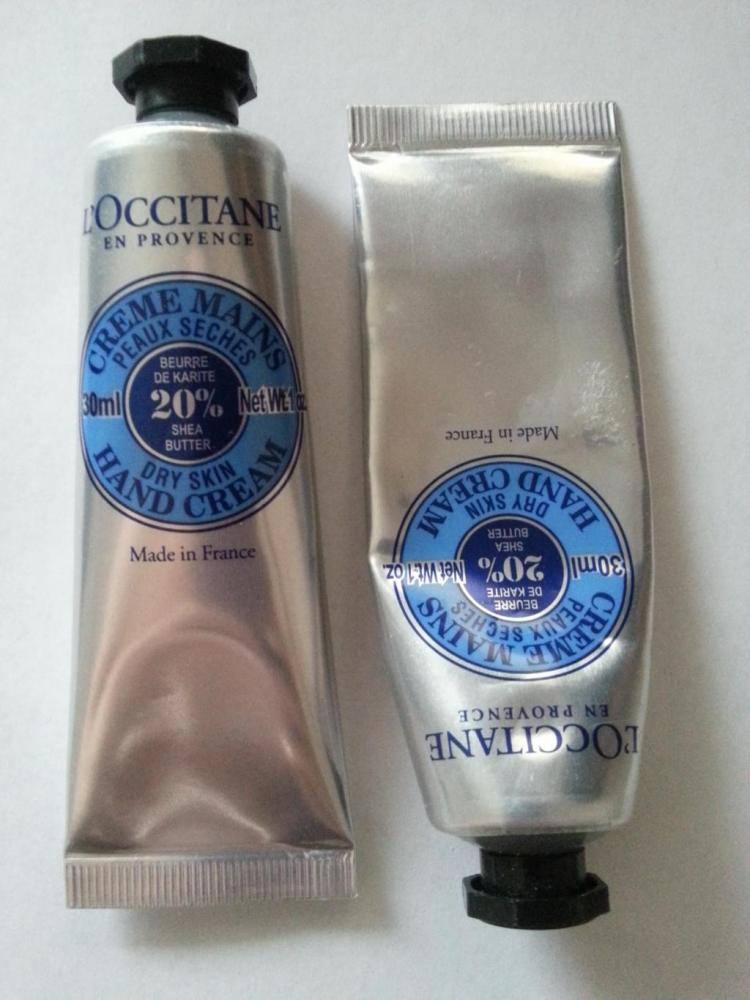 L'OCCITANE
EN PROVENCE
CREME MAINS
PEAUX SECHES
BEURRE
DE KARITE
30ml 20% Net Wt.1 oz.
SHEA
BUTTER
DRY SKIN
HAND CREAM
Made in France
L'OCCITANE
EN PROVENCE
CREME MAINS
PEAUX SECHES
BEURRE
DE KARITE
30ml 20% Net Wt.1 oz.
SHEA
BUTTER
DRY SKIN
HAND CREAM
Made in France